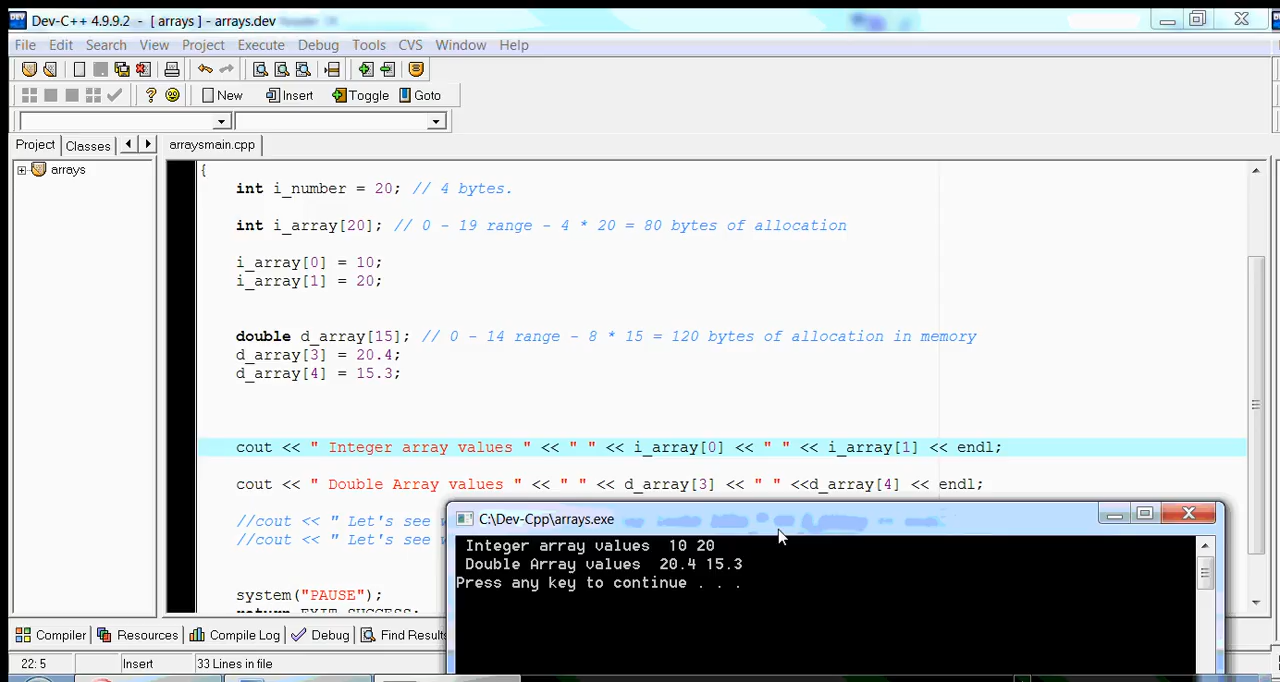 Dev-C++ 4.9.9.2 - [ arrays ] - arrays.dev
File Edit Search View Project Execute Debug Tools CVS Window Help
New Insert Toggle Goto
Project Classes arraysmain.cpp
arrays
{
int i_number = 20; // 4 bytes.
int i_array[20]; // 0 - 19 range - 4 * 20 = 80 bytes of allocation
i_array[0] = 10;
i_array[1] = 20;
double d_array[15]; // 0 - 14 range - 8 * 15 = 120 bytes of allocation in memory
d_array[3] = 20.4;
d_array[4] = 15.3;
cout << " Integer array values " << " " << i_array[0] << " " << i_array[1] << endl;
cout << " Double Array values " << " " << d_array[3] << " " <<d_array[4] << endl;
//cout << " Let's see
//cout << " Let's see
system("PAUSE");
return EXIT_SUCCESS;
C:\Dev-Cpp\arrays.exe
Integer array values 10 20
Double Array values 20.4 15.3
Press any key to continue . . .
Compiler Resources Compile Log Debug Find Results
22: 5 Insert 33 Lines in file